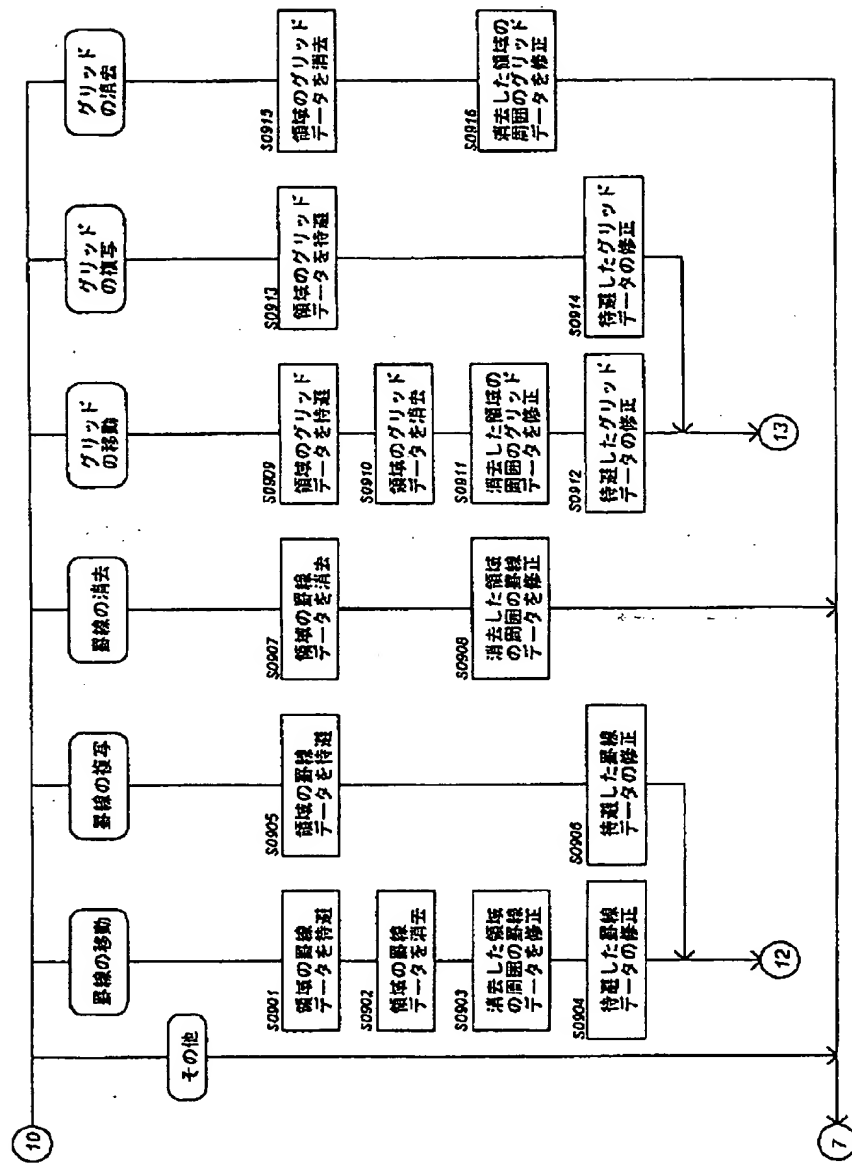 10
その他
罫線の移動
S0901
領域の罫線
データを待避
S0902
領域の罫線
データを消去
S0903
消去した領域
の周囲の罫線
データを修正
S0904
待避した罫線
データの修正
12
罫線の複写
S0905
領域の罫線
データを待避
S0906
待避した罫線
データの修正
罫線の消去
S0907
領域の罫線
データを消去
S0908
消去した領域
の周囲の罫線
データを修正
グリッド
の移動
S0909
領域のグリッド
データを待避
S0910
領域のグリッド
データを消去
S0911
消去した領域の
周囲のグリッド
データを修正
S0912
待避したグリッド
データの修正
13
グリッド
の複写
S0913
領域のグリッド
データを待避
S0914
待避したグリッド
データの修正
グリッド
の消去
S0915
領域のグリッド
データを消去
S0916
消去した領域の
周囲のグリッド
データを修正
7